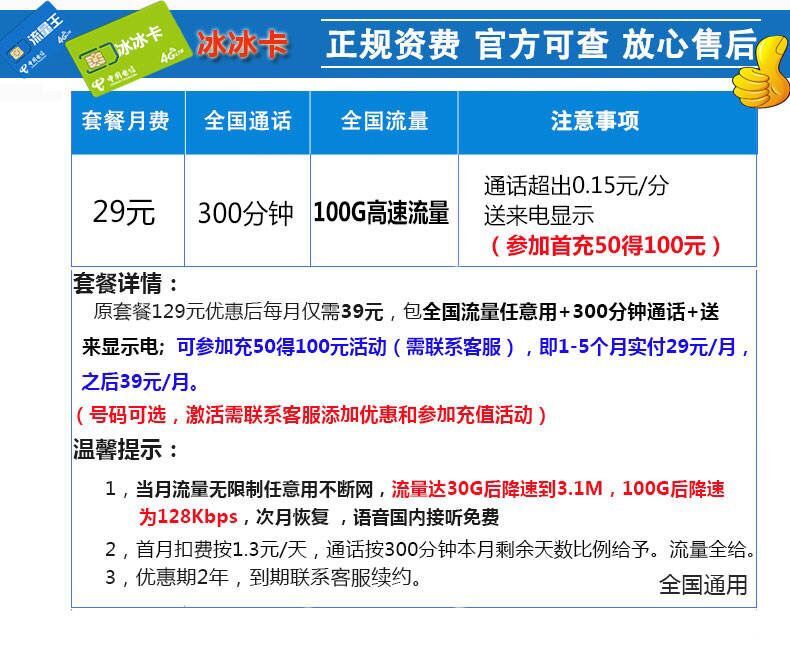 流量王
4G
中国电信
冰冰卡
4G
中国电信
冰冰卡
正规资费 官方可查 放心售后
套餐月费 全国通话 全国流量 注意事项
29元 300分钟 100G高速流量
通话超出0.15元/分
送来电显示
（参加首充50得100元）
套餐详情：
原套餐129元优惠后每月仅需39元，包全国流量任意用+300分钟通话+送
来显示电；可参加充50得100元活动（需联系客服），即1-5个月实付29元/月，
之后39元/月。
（号码可选，激活需联系客服添加优惠和参加充值活动）
温馨提示：
1，当月流量无限制任意用不断网，流量达30G后降速到3.1M，100G后降速
为128Kbps，次月恢复 ，语音国内接听免费
2，首月扣费按1.3元/天，通话按300分钟本月剩余天数比例给予。流量全给。
3，优惠期2年，到期联系客服续约。
全国通用